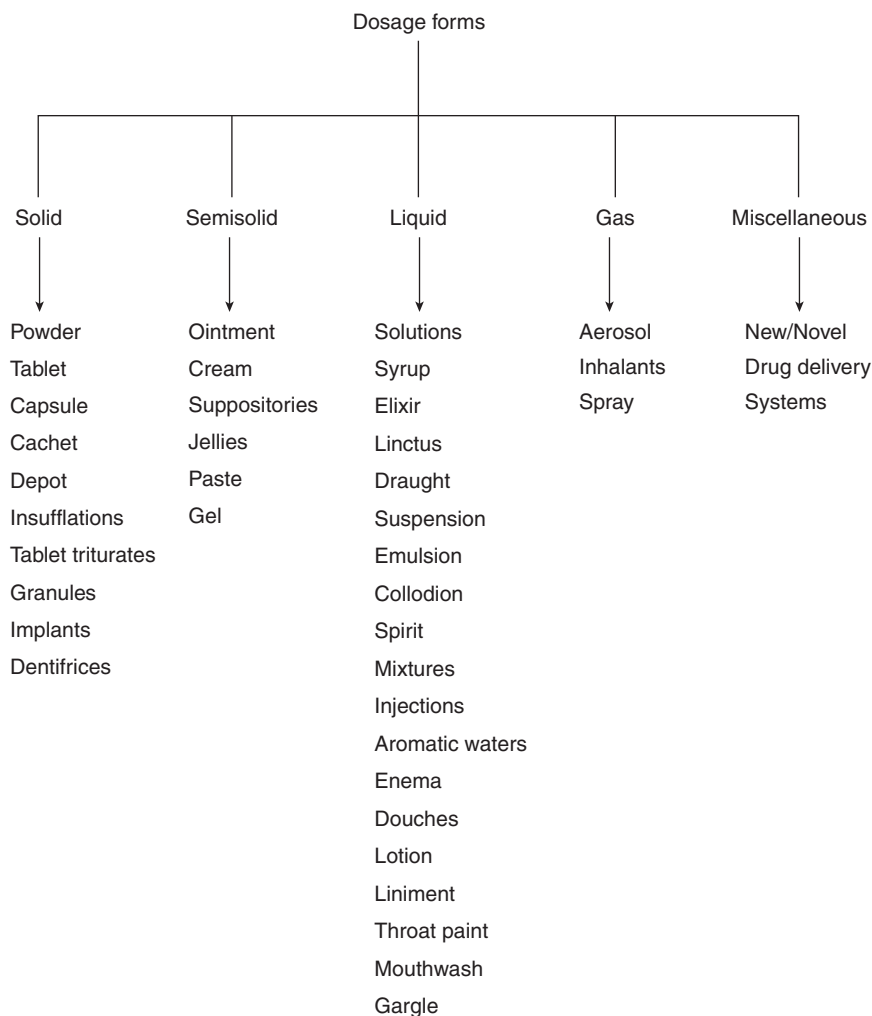 Dosage forms
Solid
Semisolid
Liquid
Gas
Miscellaneous
Powder
Tablet
Capsule
Cachet
Depot
Insufflations
Tablet triturates
Granules
Implants
Dentifrices
Ointment
Cream
Suppositories
Jellies
Paste
Gel
Solutions
Syrup
Elixir
Linctus
Draught
Suspension
Emulsion
Collodion
Spirit
Mixtures
Injections
Aromatic waters
Enema
Douches
Lotion
Liniment
Throat paint
Mouthwash
Gargle
Aerosol
Inhalants
Spray
New/Novel
Drug delivery
Systems